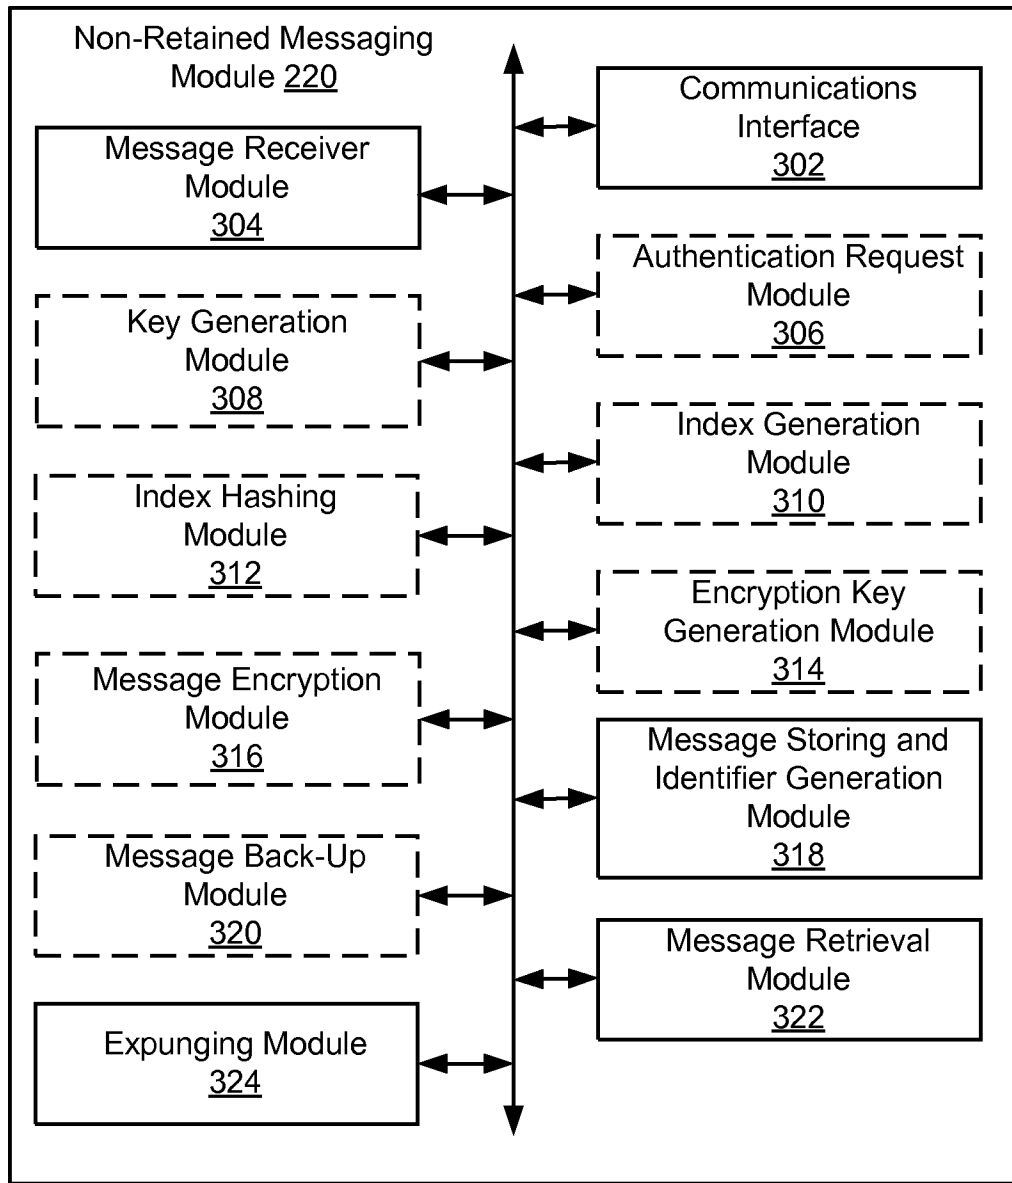 Non-Retained Messaging
Module 220
Communications
Interface
302
Message Receiver
Module
304
Authentication Request
Module
306
Key Generation
Module
308
Index Generation
Module
310
Index Hashing
Module
312
Encryption Key
Generation Module
314
Message Encryption
Module
316
Message Storing and
Identifier Generation
Module
318
Message Back-Up
Module
320
Message Retrieval
Module
322
Expunging Module
324